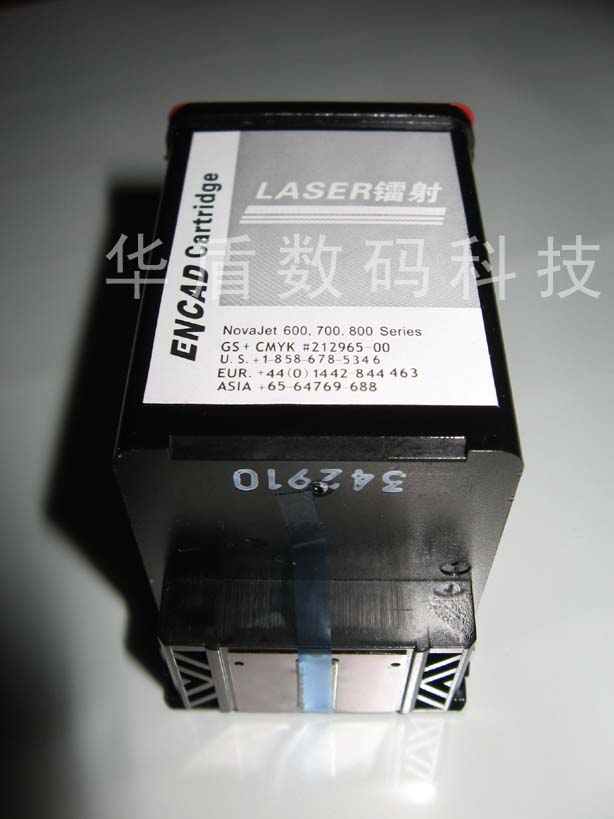 ENCAD Cartridge
LASER镭射
华盾数码科技
NovaJet 600, 700, 800 Series
GS+ CMYK #212965-00
U.S. +1-858-678-5346
EUR. +44(0)1442-844 463
ASIA +65-64769-688
342910